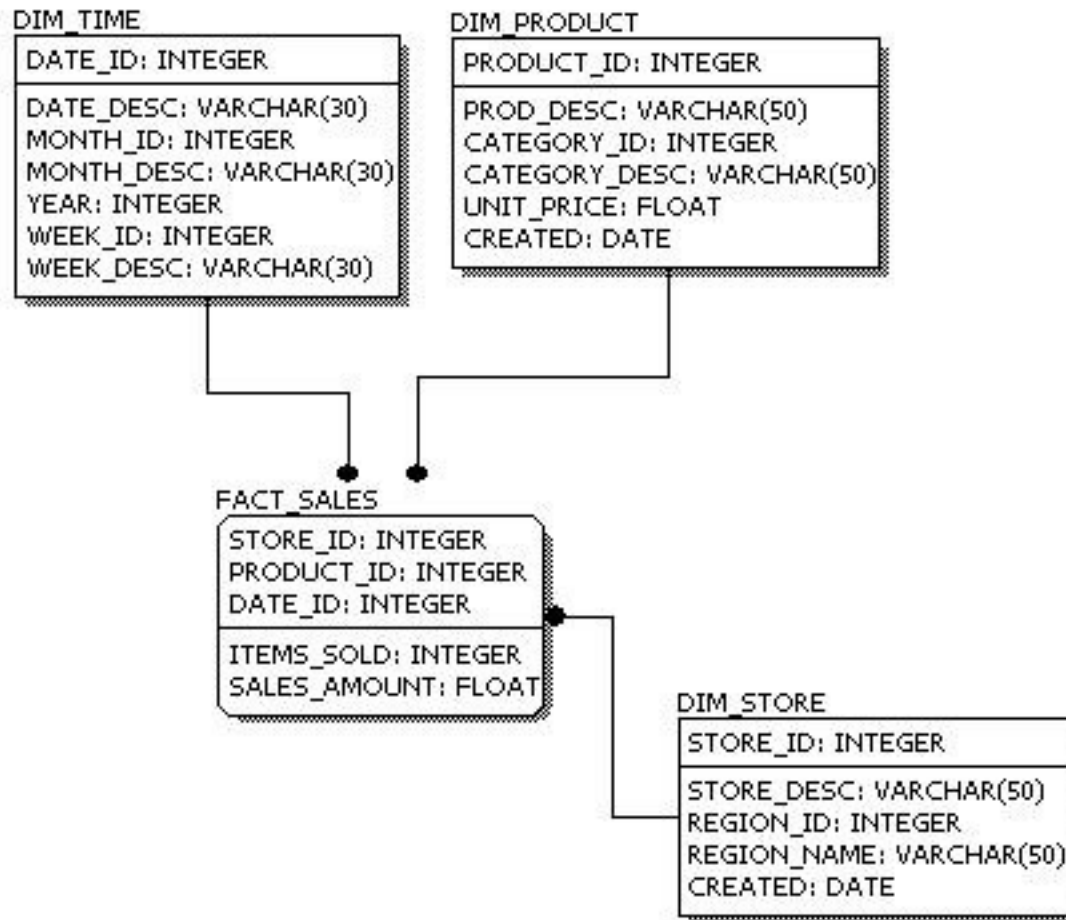 DIM_TIME
DATE_ID: INTEGER
DATE_DESC: VARCHAR(30)
MONTH_ID: INTEGER
MONTH_DESC: VARCHAR(30)
YEAR: INTEGER
WEEK_ID: INTEGER
WEEK_DESC: VARCHAR(30)
DIM_PRODUCT
PRODUCT_ID: INTEGER
PROD_DESC: VARCHAR(50)
CATEGORY_ID: INTEGER
CATEGORY_DESC: VARCHAR(50)
UNIT_PRICE: FLOAT
CREATED: DATE
FACT_SALES
STORE_ID: INTEGER
PRODUCT_ID: INTEGER
DATE_ID: INTEGER
ITEMS_SOLD: INTEGER
SALES_AMOUNT: FLOAT
DIM_STORE
STORE_ID: INTEGER
STORE_DESC: VARCHAR(50)
REGION_ID: INTEGER
REGION_NAME: VARCHAR(50)
CREATED: DATE